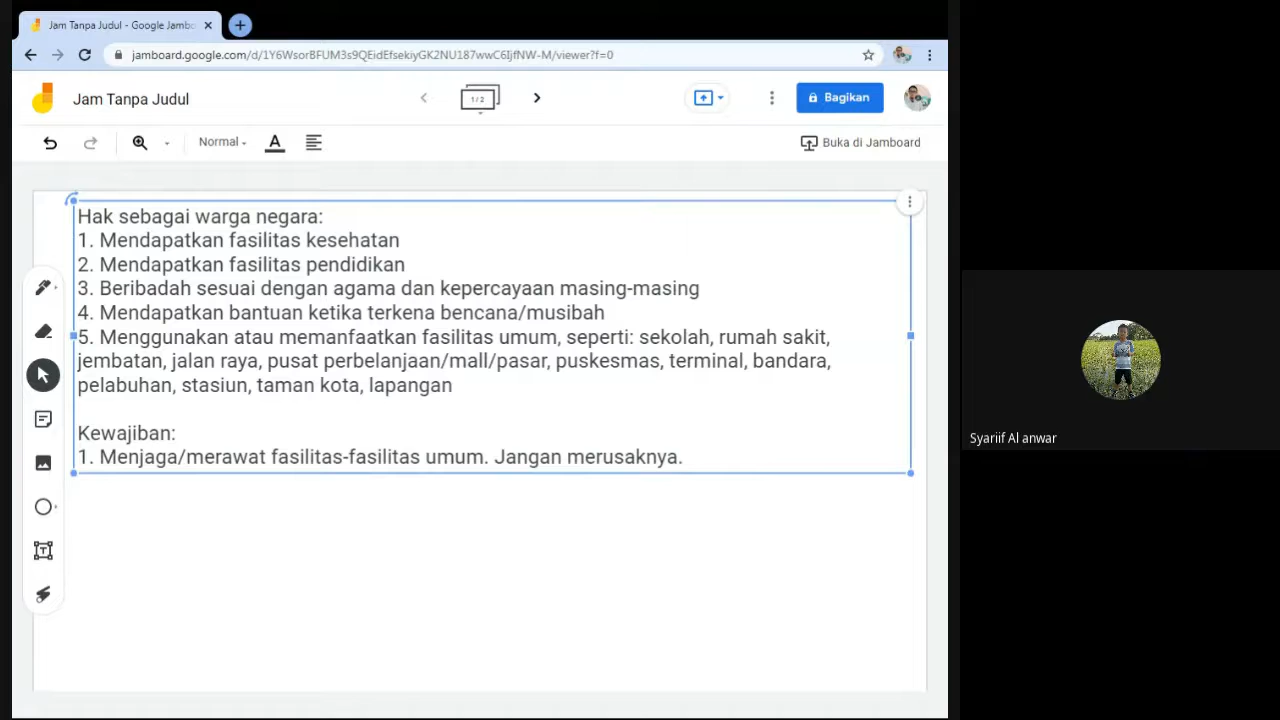 Jam Tanpa Judul - Google Jambo
jamboard.google.com/d/1Y6WsorBFUM3s9QEidEfsekiyGK2NU187wwC6IjfNW-M/viewer?f=0
Jam Tanpa Judul
1 / 2
Bagikan
Normal
A
Buka di Jamboard
Hak sebagai warga negara:
1. Mendapatkan fasilitas kesehatan
2. Mendapatkan fasilitas pendidikan
3. Beribadah sesuai dengan agama dan kepercayaan masing-masing
4. Mendapatkan bantuan ketika terkena bencana/musibah
5. Menggunakan atau memanfaatkan fasilitas umum, seperti: sekolah, rumah sakit,
jembatan, jalan raya, pusat perbelanjaan/mall/pasar, puskesmas, terminal, bandara,
pelabuhan, stasiun, taman kota, lapangan
Kewajiban:
1. Menjaga/merawat fasilitas-fasilitas umum. Jangan merusaknya.
Syariif Al anwar